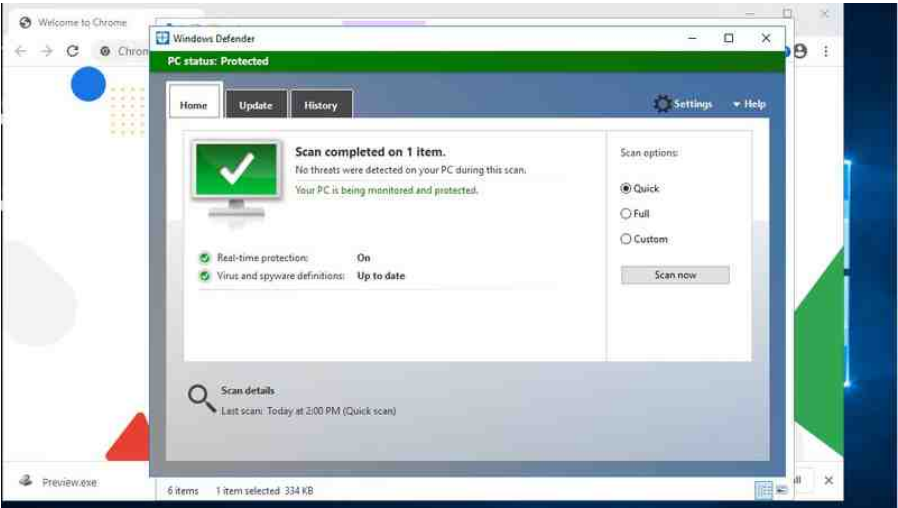 Welcome to Chrome
Chrom
Windows Defender
PC status: Protected
Home
Update
History
Settings
Help
Scan completed on 1 item.
No threats were detected on your PC during this scan.
Your PC is being monitored and protected.
Scan options:
Quick
Full
Custom
Scan now
Real-time protection: On
Virus and spyware definitions: Up to date
Scan details
Last scan: Today at 2:00 PM (Quick scan)
Preview.exe
all
6 items 1 item selected 334 KB